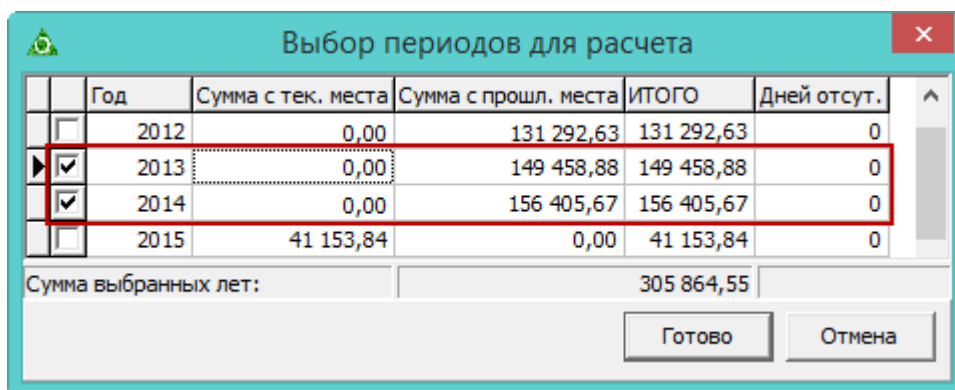 Выбор периодов для расчета
Год Сумма с тек. места Сумма с прошл. места ИТОГО Дней отсут.
2012 0,00 131 292,63 131 292,63 0
2013 0,00 149 458,88 149 458,88 0
2014 0,00 156 405,67 156 405,67 0
2015 41 153,84 0,00 41 153,84 0
Сумма выбранных лет: 305 864,55
Готово Отмена